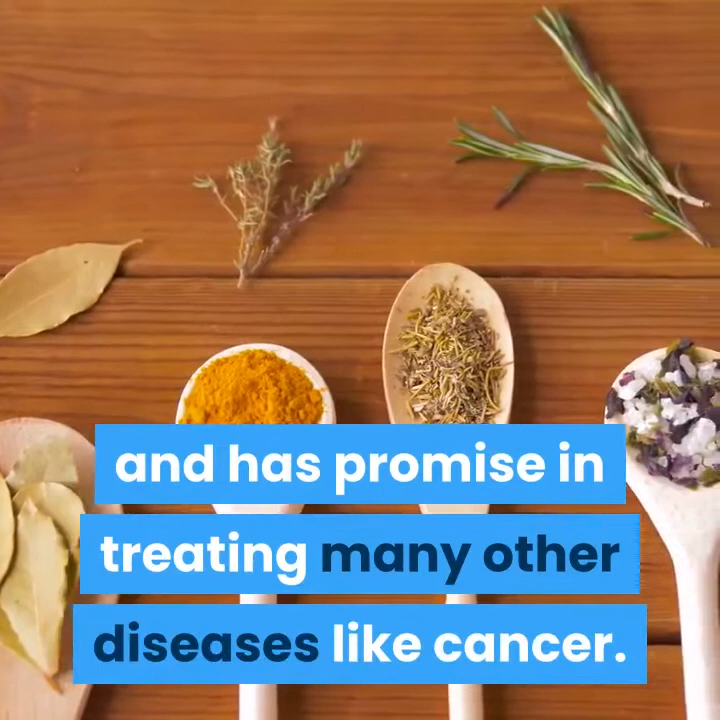 and has promise in
treating many other
diseases like cancer.